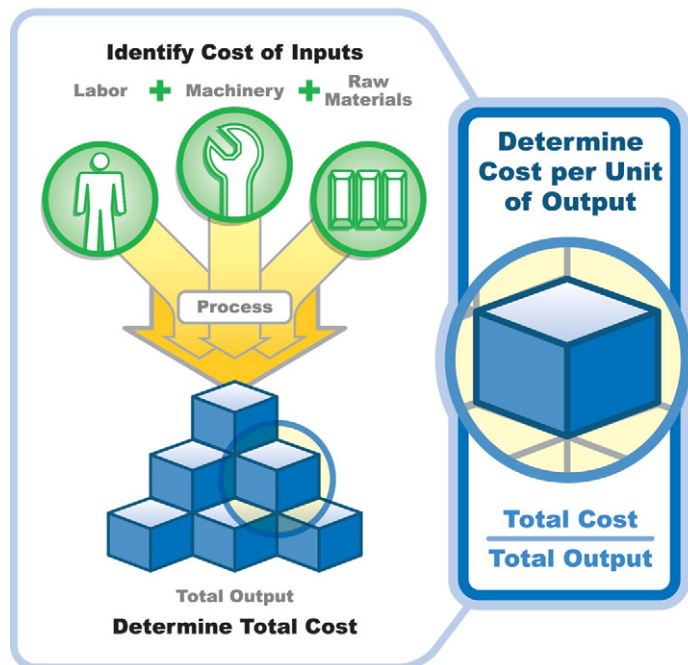 Identify Cost of Inputs
Labor + Machinery + Raw Materials
Process
Total Output
Determine Total Cost
Determine
Cost per Unit
of Output
Total Cost
Total Output